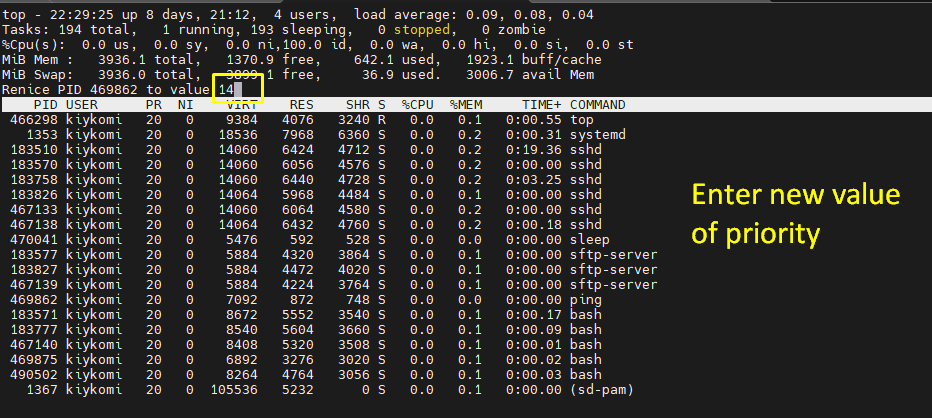 top - 22:29:25 up 8 days, 21:12,  4 users,  load average: 0.09, 0.08, 0.04
Tasks: 194 total,   1 running, 193 sleeping,   0 stopped,   0 zombie
%Cpu(s):  0.0 us,  0.0 sy,  0.0 ni,100.0 id,  0.0 wa,  0.0 hi,  0.0 si,  0.0 st
MiB Mem :   3936.1 total,   1370.9 free,    642.1 used,   1923.1 buff/cache
MiB Swap:   3936.0 total,   3899.1 free,     36.9 used.   3006.7 avail Mem
Renice PID 469862 to value 14
PID USER PR NI VIRT RES SHR S %CPU %MEM TIME+ COMMAND
466298 kiykomi 20 0 9384 4076 3240 R 0.0 0.1 0:00.55 top
1353 kiykomi 20 0 18536 7968 6360 S 0.0 0.2 0:00.31 systemd
183510 kiykomi 20 0 14060 6424 4712 S 0.0 0.2 0:19.36 sshd
183570 kiykomi 20 0 14060 6056 4576 S 0.0 0.2 0:00.00 sshd
183758 kiykomi 20 0 14060 6440 4728 S 0.0 0.2 0:03.25 sshd
183826 kiykomi 20 0 14064 5968 4484 S 0.0 0.1 0:00.00 sshd
467133 kiykomi 20 0 14060 6064 4580 S 0.0 0.2 0:00.00 sshd
467138 kiykomi 20 0 14064 6432 4760 S 0.0 0.2 0:00.18 sshd
470041 kiykomi 20 0 5476 592 528 S 0.0 0.0 0:00.00 sleep
183577 kiykomi 20 0 5884 4320 3864 S 0.0 0.1 0:00.00 sftp-server
183827 kiykomi 20 0 5884 4472 4020 S 0.0 0.1 0:00.00 sftp-server
467139 kiykomi 20 0 5884 4224 3764 S 0.0 0.1 0:00.00 sftp-server
469862 kiykomi 20 0 7092 872 748 S 0.0 0.0 0:00.00 ping
183571 kiykomi 20 0 8672 5552 3540 S 0.0 0.1 0:00.17 bash
183777 kiykomi 20 0 8540 5604 3660 S 0.0 0.1 0:00.09 bash
467140 kiykomi 20 0 8408 5320 3508 S 0.0 0.1 0:00.01 bash
469875 kiykomi 20 0 6892 3276 3020 S 0.0 0.1 0:00.02 bash
490502 kiykomi 20 0 8264 4764 3056 S 0.0 0.1 0:00.03 bash
1367 kiykomi 20 0 105536 5232 0 S 0.0 0.1 0:00.00 (sd-pam)
Enter new value
of priority